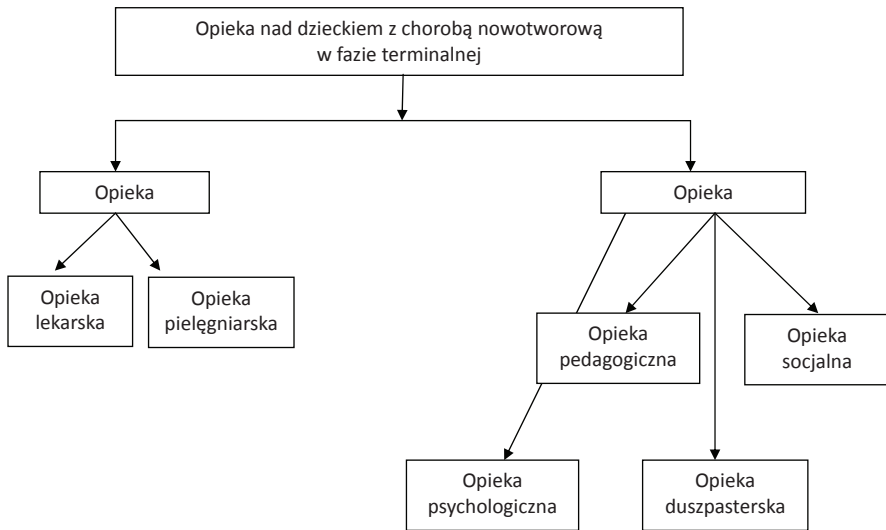 Opieka nad dzieckiem z chorobą nowotworową
w fazie terminalnej
Opieka
Opieka
Opieka
lekarska
Opieka
pielęgniarska
Opieka
pedagogiczna
Opieka
socjalna
Opieka
psychologiczna
Opieka
duszpasterska